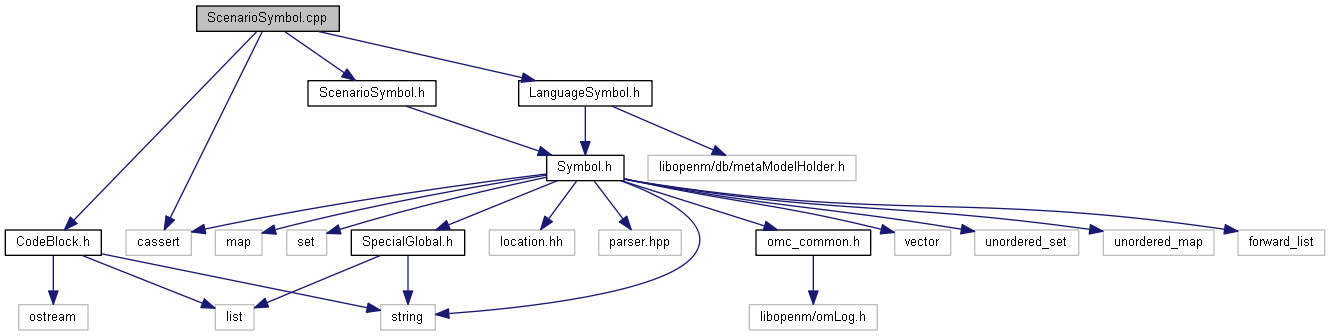 ScenarioSymbol.cpp
ScenarioSymbol.h
LanguageSymbol.h
Symbol.h
libopenm/db/metaModelHolder.h
CodeBlock.h
cassert
map
set
SpecialGlobal.h
location.hh
parser.hpp
omc_common.h
vector
unordered_set
unordered_map
forward_list
ostream
list
string
libopenm/omLog.h